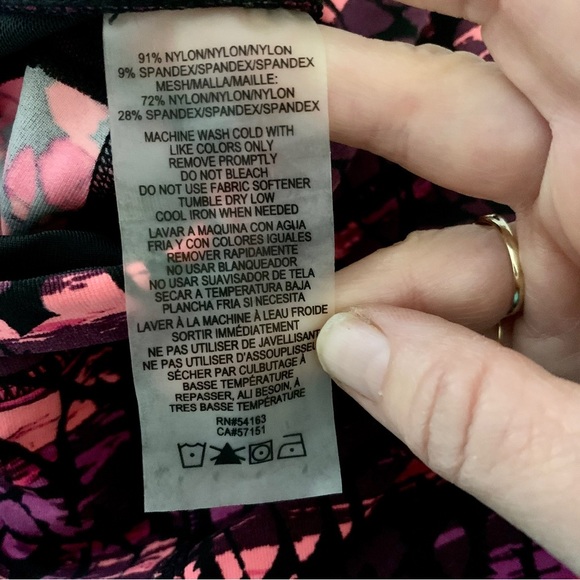 91% NYLON/NYLON/NYLON
9% SPANDEX/SPANDEX/SPANDEX
MESH/MALLA/MAILLE:
72% NYLON/NYLON/NYLON
28% SPANDEX/SPANDEX/SPANDEX
MACHINE WASH COLD WITH
LIKE COLORS ONLY
REMOVE PROMPTLY
DO NOT BLEACH
DO NOT USE FABRIC SOFTENER
TUMBLE DRY LOW
COOL IRON WHEN NEEDED
LAVAR A MAQUINA CON AGUA
FRIA Y CON COLORES IGUALES
REMOVER RAPIDAMENTE
NO USAR BLANQUEADOR
NO USAR SUAVISADOR DE TELA
SECAR A TEMPERATURA BAJA
PLANCHA FRIA SI NECESITA
LAVER À LA MACHINE À LEAU FROIDE
SORTIR IMMÉDIATEMENT
NE PAS UTILIZER DE JAVELLISANT
NE PAS UTILIZER D'ASSOUPLISSEU
SÉCHER PAR CULBUTAGE À
BASSE TEMPÉRATURE
REPASSER, ALI BESOIN, À
TRES BASSE TEMPÉRATURE
RN#54163
CA#57151